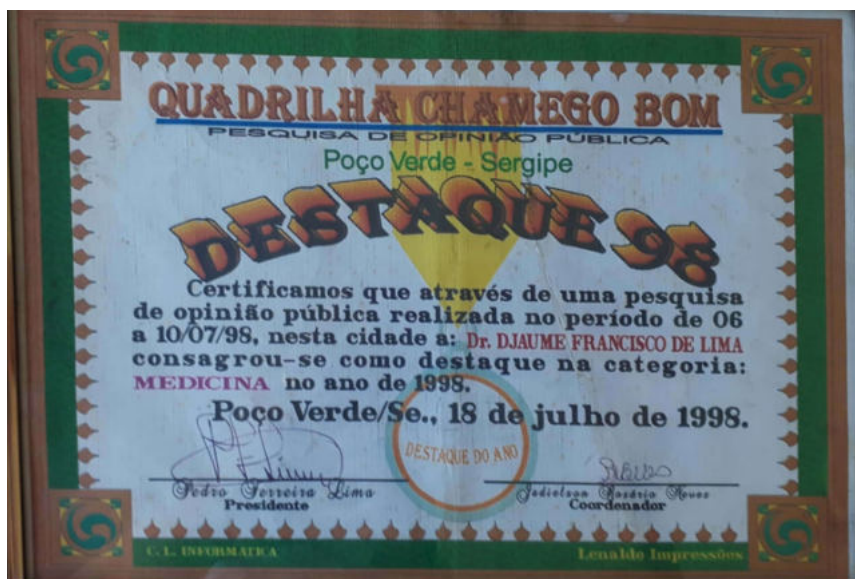 QUADRILHA CHAMEGO BOM
PESQUISA DE OPINIÃO PÚBLICA
Poço Verde - Sergipe
DESTAQUE 98
Certificamos que através de uma pesquisa
de opinião pública realizada no período de 06
a 10/07/98, nesta cidade a: Dr. DJAUME FRANCISCO DE LIMA
consagrou-se como destaque na categoria:
MEDICINA no ano de 1998.
Poço Verde/Se., 18 de julho de 1998.
DESTAQUE DO ANO
Pedro Ferreira Lima
Presidente
Rosário
Coordenador
C. L. INFORMATICA
Lenaldo Impressões